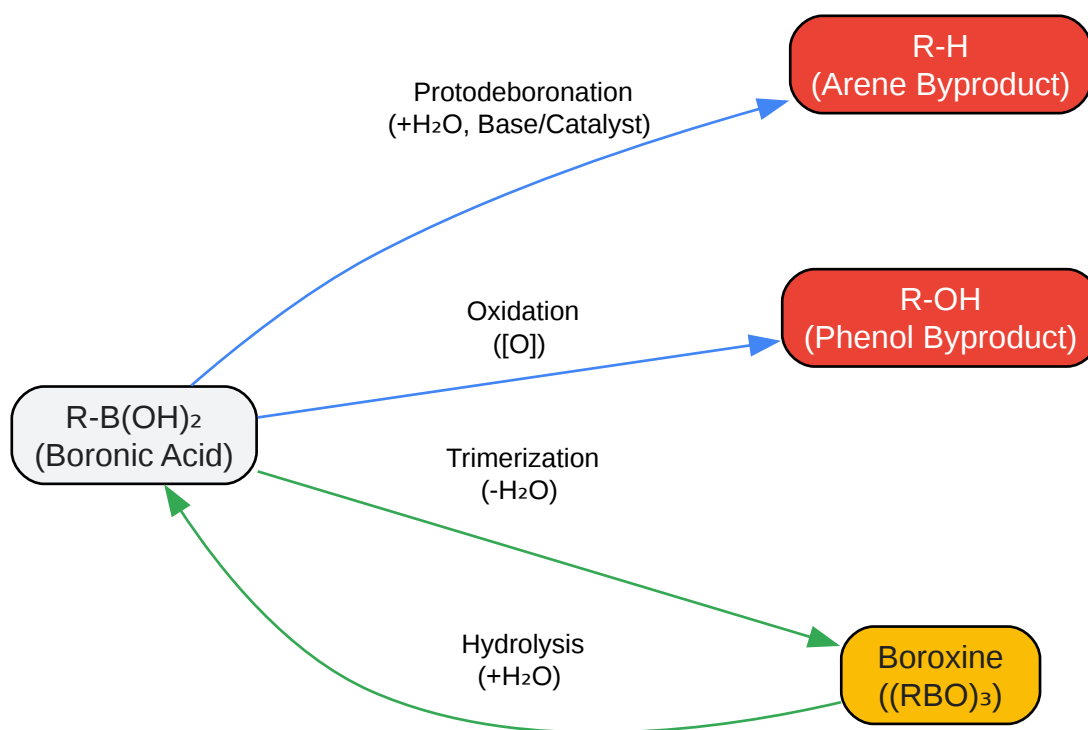 R-H
(Arene Byproduct)
Protodeboronation
(+H₂O, Base/Catalyst)
R-OH
(Phenol Byproduct)
Oxidation
([O])
R-B(OH)₂
(Boronic Acid)
Trimerization
(-H₂O)
Hydrolysis
(+H₂O)
Boroxine
((RBO)₃)